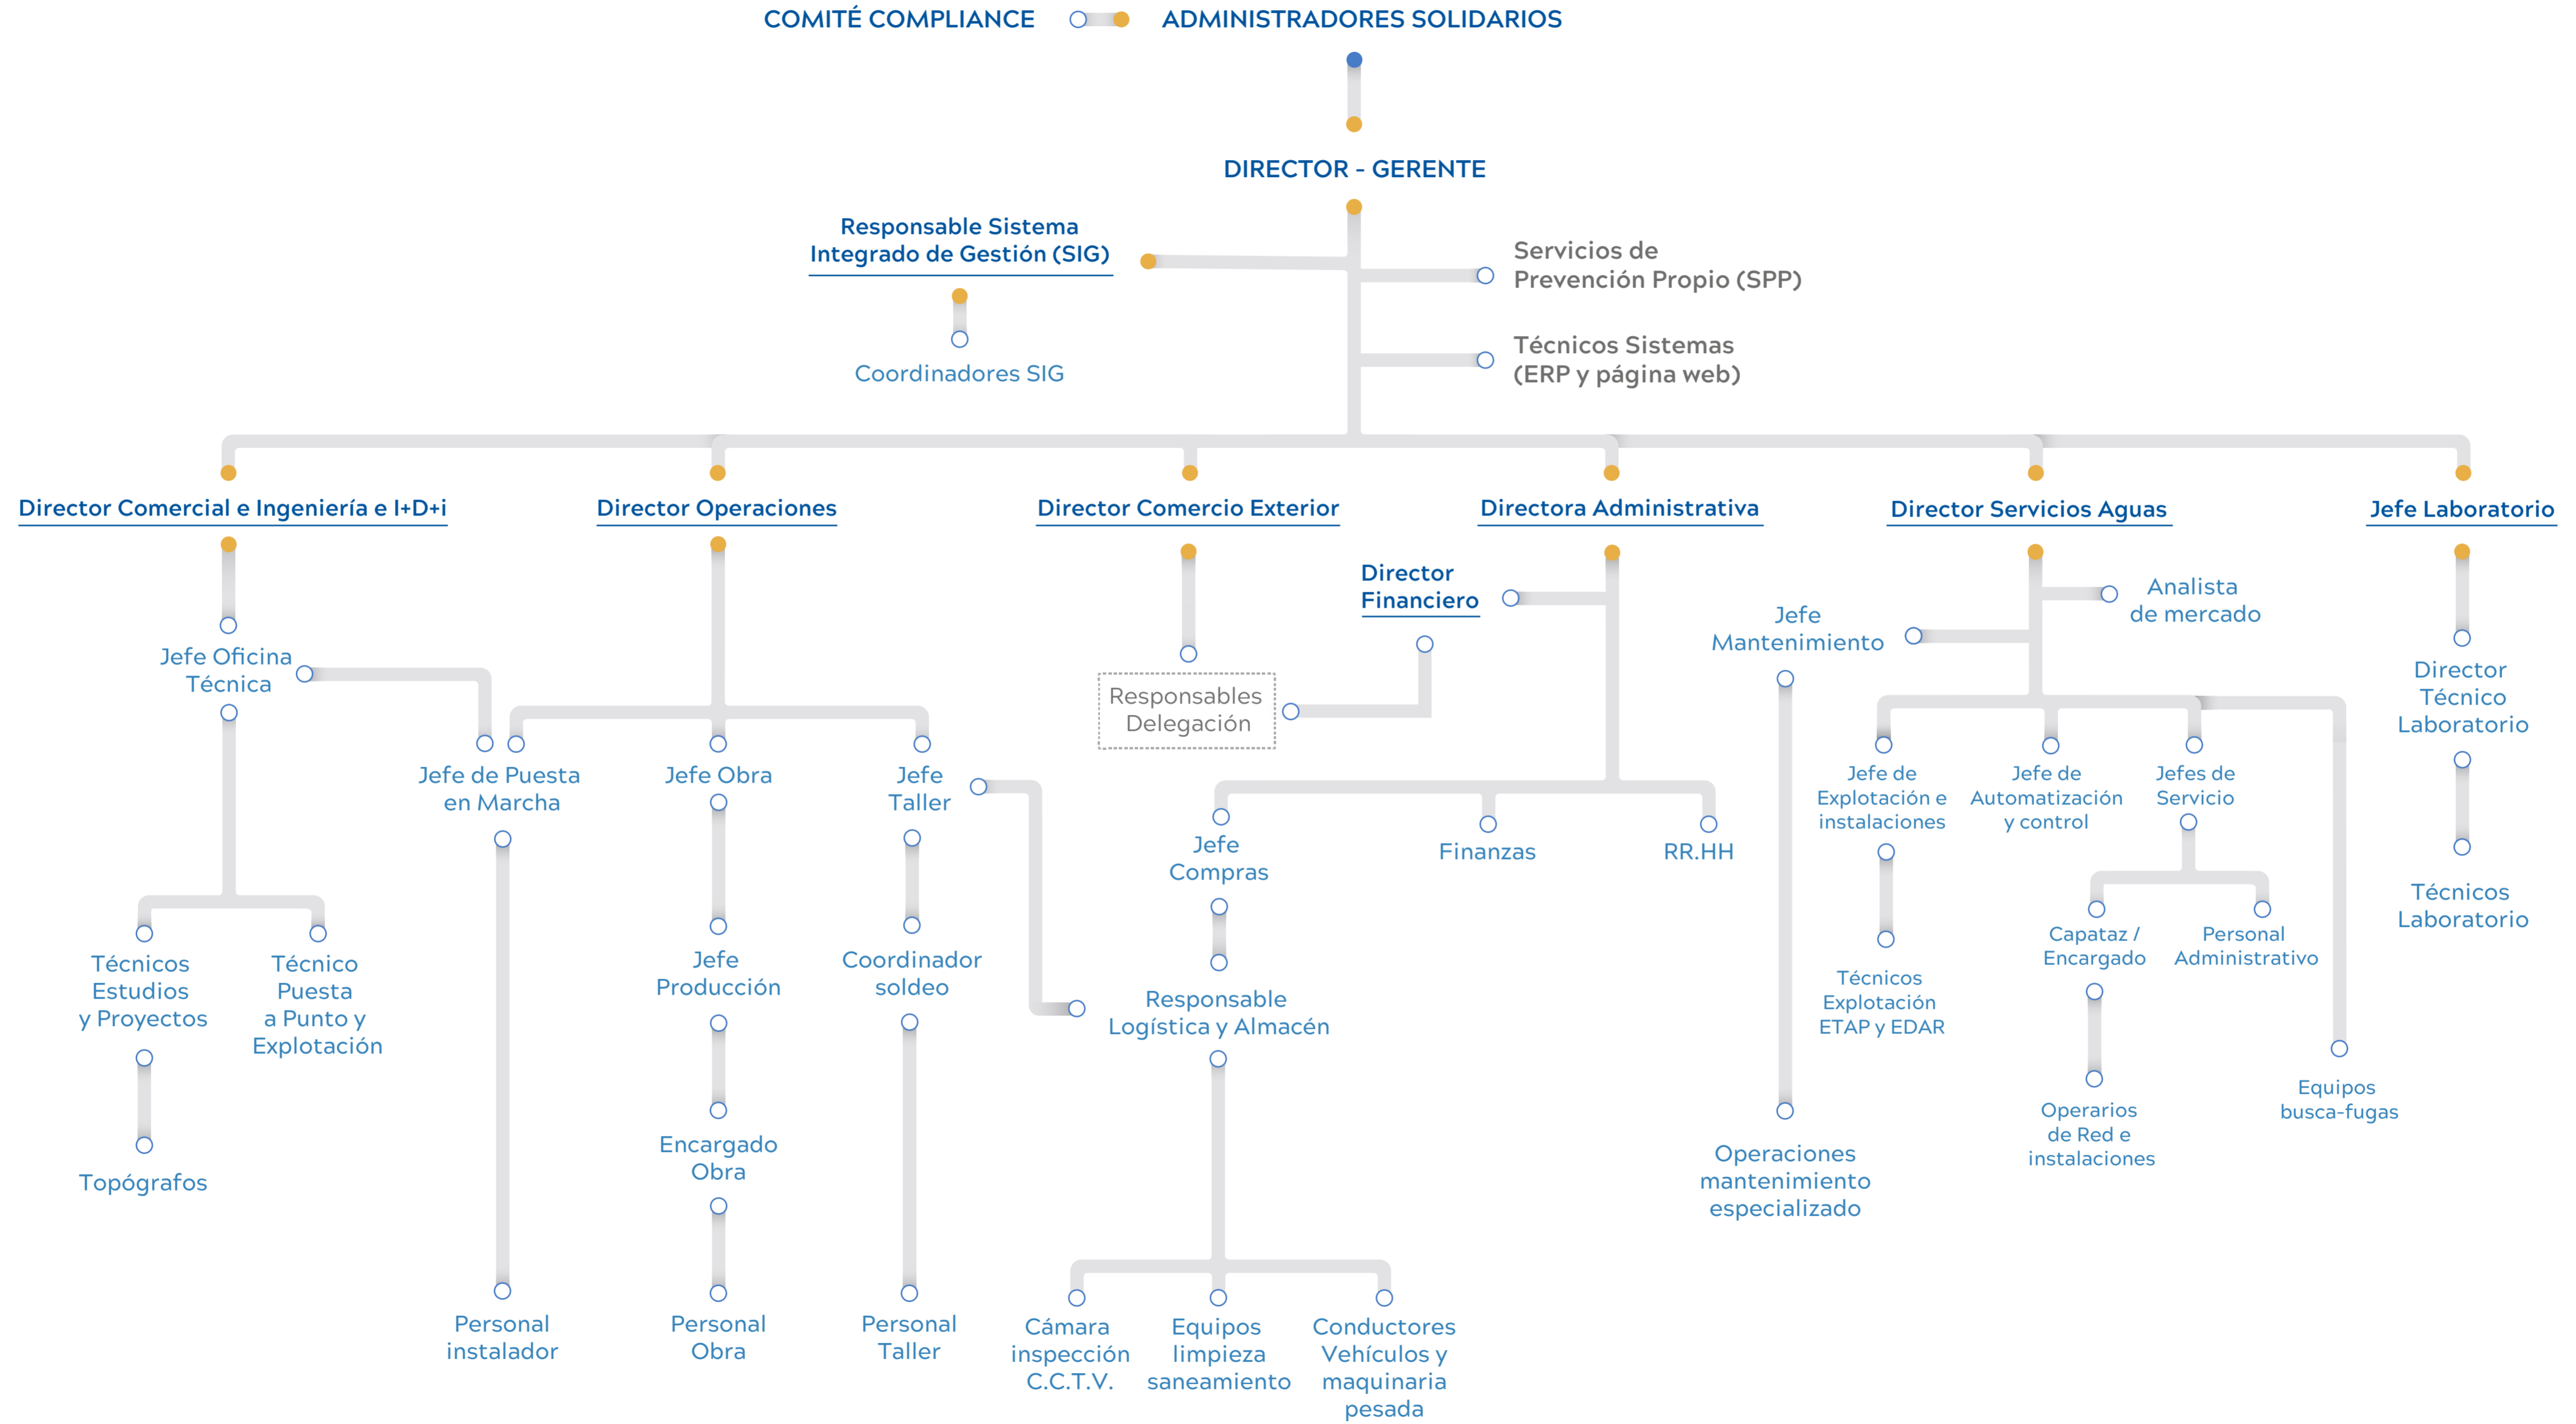 COMITÉ COMPLIANCE
ADMINISTRADORES SOLIDARIOS
DIRECTOR - GERENTE
Responsable Sistema
Integrado de Gestión (SIG)
Coordinadores SIG
Servicios de
Prevención Propio (SPP)
Técnicos Sistemas
(ERP y página web)
Director Comercial e Ingeniería e I+D+i
Director Operaciones
Director Comercio Exterior
Directora Administrativa
Director Servicios Aguas
Jefe Laboratorio
Jefe Oficina
Técnica
Técnicos
Estudios
y Proyectos
Técnico
Puesta
a Punto y
Explotación
Topógrafos
Jefe de Puesta
en Marcha
Personal
instalador
Jefe Obra
Jefe
Producción
Encargado
Obra
Personal
Obra
Jefe
Taller
Coordinador
soldeo
Personal
Taller
Responsables
Delegación
Director
Financiero
Jefe
Compras
Finanzas
RR.HH
Responsable
Logística y Almacén
Cámara
inspección
C.C.T.V.
Equipos
limpieza
saneamiento
Conductores
Vehículos y
maquinaria
pesada
Jefe
Mantenimiento
Operaciones
mantenimiento
especializado
Analista
de mercado
Jefe de
Explotación e
instalaciones
Técnicos
Explotación
ETAP y EDAR
Jefe de
Automatización
y control
Jefes de
Servicio
Capataz /
Encargado
Personal
Administrativo
Operarios
de Red e
instalaciones
Equipos
busca-fugas
Director
Técnico
Laboratorio
Técnicos
Laboratorio